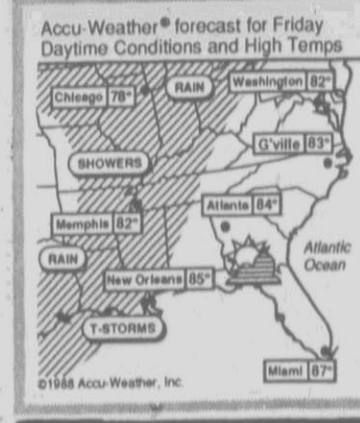 Accu-Weather® forecast for Friday
Daytime Conditions and High Temps
Chicago 78°
RAIN
Washington 82°
G'ville 83°
SHOWERS
Atlanta 84°
Memphis 82°
RAIN
Atlantic
Ocean
New Orleans 85°
T-STORMS
Miami 87°
©1988 Accu-Weather, Inc.